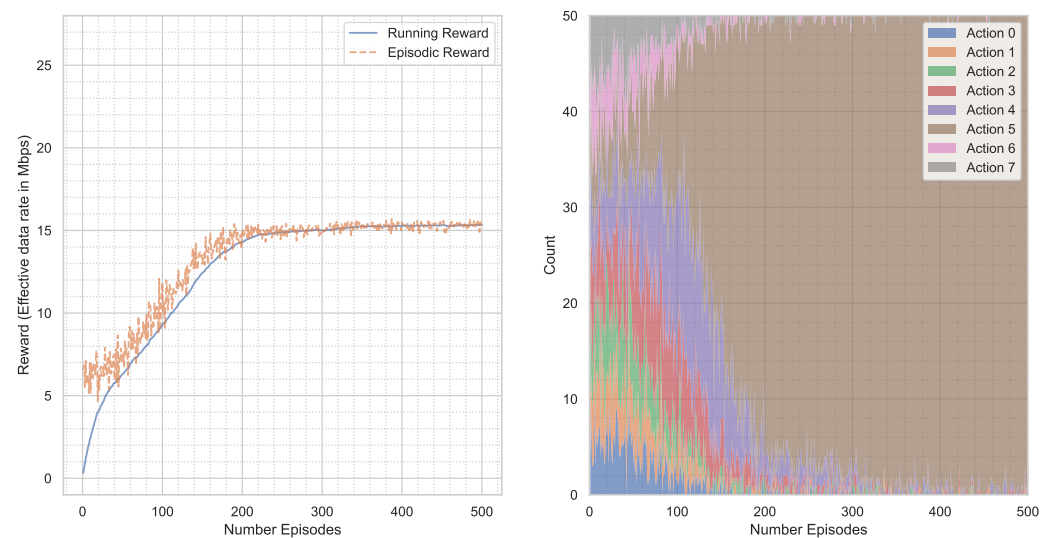 Reward (Effective data rate in Mbps)
25
20
15
10
5
0
0 100 200 300 400 500
Number Episodes
Running Reward
Episodic Reward
Count
50
40
30
20
10
0
0 100 200 300 400 500
Number Episodes
Action 0
Action 1
Action 2
Action 3
Action 4
Action 5
Action 6
Action 7